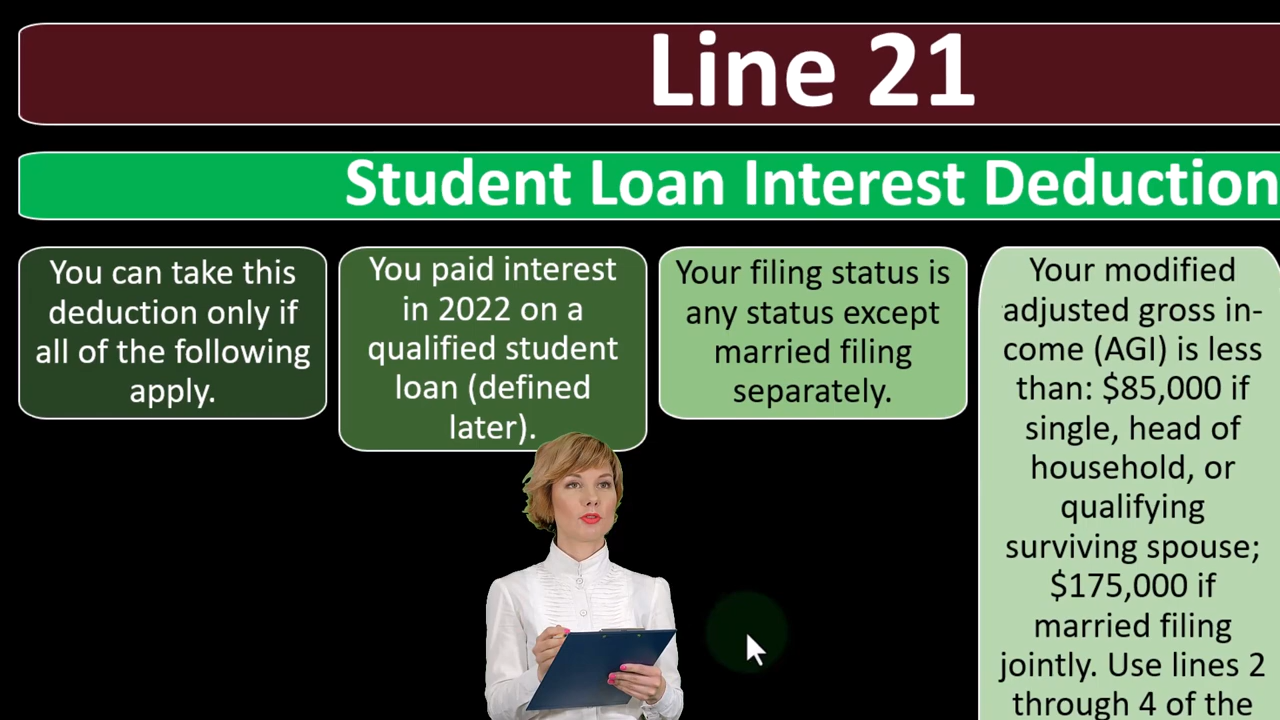 Line 21
Student Loan Interest Deduction
You can take this
deduction only if
all of the following
apply.
You paid interest
in 2022 on a
qualified student
loan (defined
later).
Your filing status is
any status except
married filing
separately.
Your modified
adjusted gross in-
come (AGI) is less
than: $85,000 if
single, head of
household, or
qualifying
surviving spouse;
$175,000 if
married filing
jointly. Use lines 2
through 4 of the